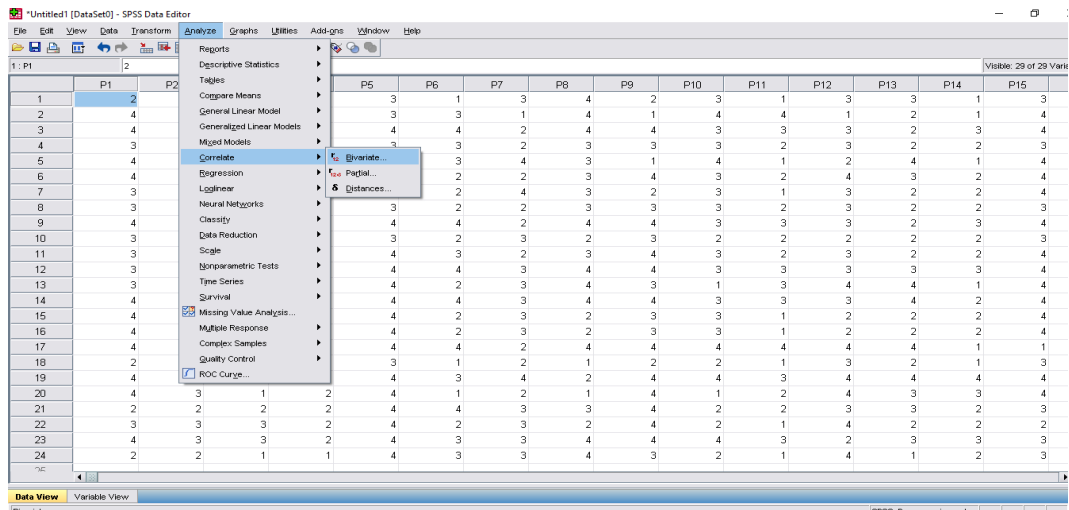 *Untitled1 [DataSet0] - SPSS Data Editor
File Edit View Data Transform Analyze Graphs Utilities Add-ons Window Help
1 : P1 2 Visible: 29 of 29 Varia
P1 P2 P5 P6 P7 P8 P9 P10 P11 P12 P13 P14 P15
Reports
Descriptive Statistics
Tables
Compare Means
General Linear Model
Generalized Linear Models
Mixed Models
Correlate
Regression
Loglinear
Neural Networks
Classify
Data Reduction
Scale
Nonparametric Tests
Time Series
Survival
Missing Value Analysis...
Multiple Response
Complex Samples
Quality Control
ROC Curve...
Bivariate...
Partial...
Distances...
1 2 3 1 3 4 2 3 1 3 3 1 3
2 4 3 3 1 4 1 4 4 1 2 1 4
3 4 4 4 2 4 4 3 3 3 2 3 4
4 3 3 2 3 3 3 2 3 2 2 3
5 4 3 4 3 1 4 1 2 4 1 4
6 4 2 2 3 4 3 2 4 3 2 4
7 3 2 4 3 2 3 1 3 2 2 4
8 3 3 2 2 3 3 3 2 3 2 2 3
9 4 4 4 2 4 4 3 3 3 2 3 4
10 3 3 2 3 2 3 2 2 2 2 2 3
11 3 4 3 2 3 4 3 2 3 2 2 4
12 3 4 4 3 4 4 3 3 3 3 3 4
13 3 4 2 3 4 3 1 3 4 4 1 4
14 4 4 4 3 4 4 3 3 3 4 2 4
15 4 4 2 3 2 3 3 1 2 2 2 4
16 4 4 2 3 2 3 3 1 2 2 2 4
17 4 4 4 2 4 4 4 4 4 4 1 1
18 2 3 1 2 1 2 2 1 3 2 1 3
19 4 4 3 4 2 4 4 3 4 4 4 4
20 4 3 1 2 4 1 2 1 4 1 2 4 3 3 4
21 2 2 2 2 4 4 3 3 4 2 2 3 3 2 3
22 3 3 3 2 4 2 3 2 4 2 1 4 2 2 2
23 4 3 3 2 4 3 3 4 4 4 3 2 3 3 3
24 2 2 1 1 4 3 3 4 3 2 1 4 1 2 3
Data View Variable View